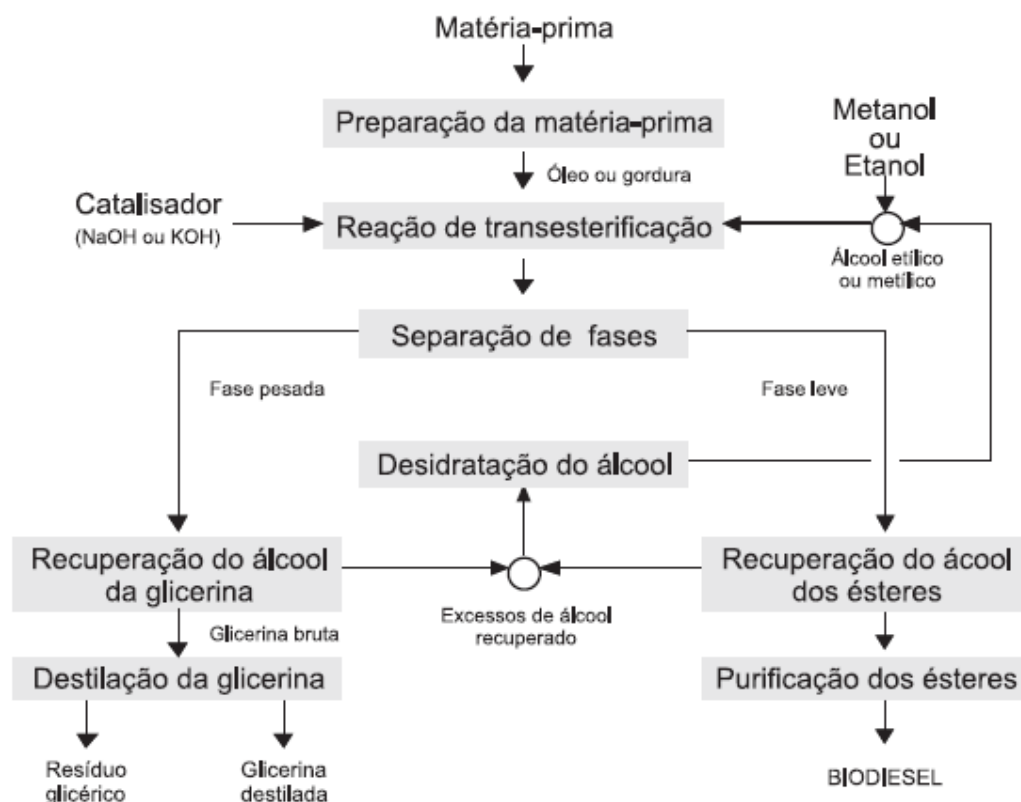 Matéria-prima
Preparação da matéria-prima
Metanol
ou
Etanol
Óleo ou gordura
Catalisador
(NaOH ou KOH)
Reação de transesterificação
Álcool etílico
ou metílico
Separação de fases
Fase pesada
Fase leve
Desidratação do álcool
Recuperação do álcool
da glicerina
Excessos de álcool
recuperado
Recuperação do ácool
dos ésteres
Glicerina bruta
Destilação da glicerina
Purificação dos ésteres
Resíduo
glicérico
Glicerina
destilada
BIODIESEL